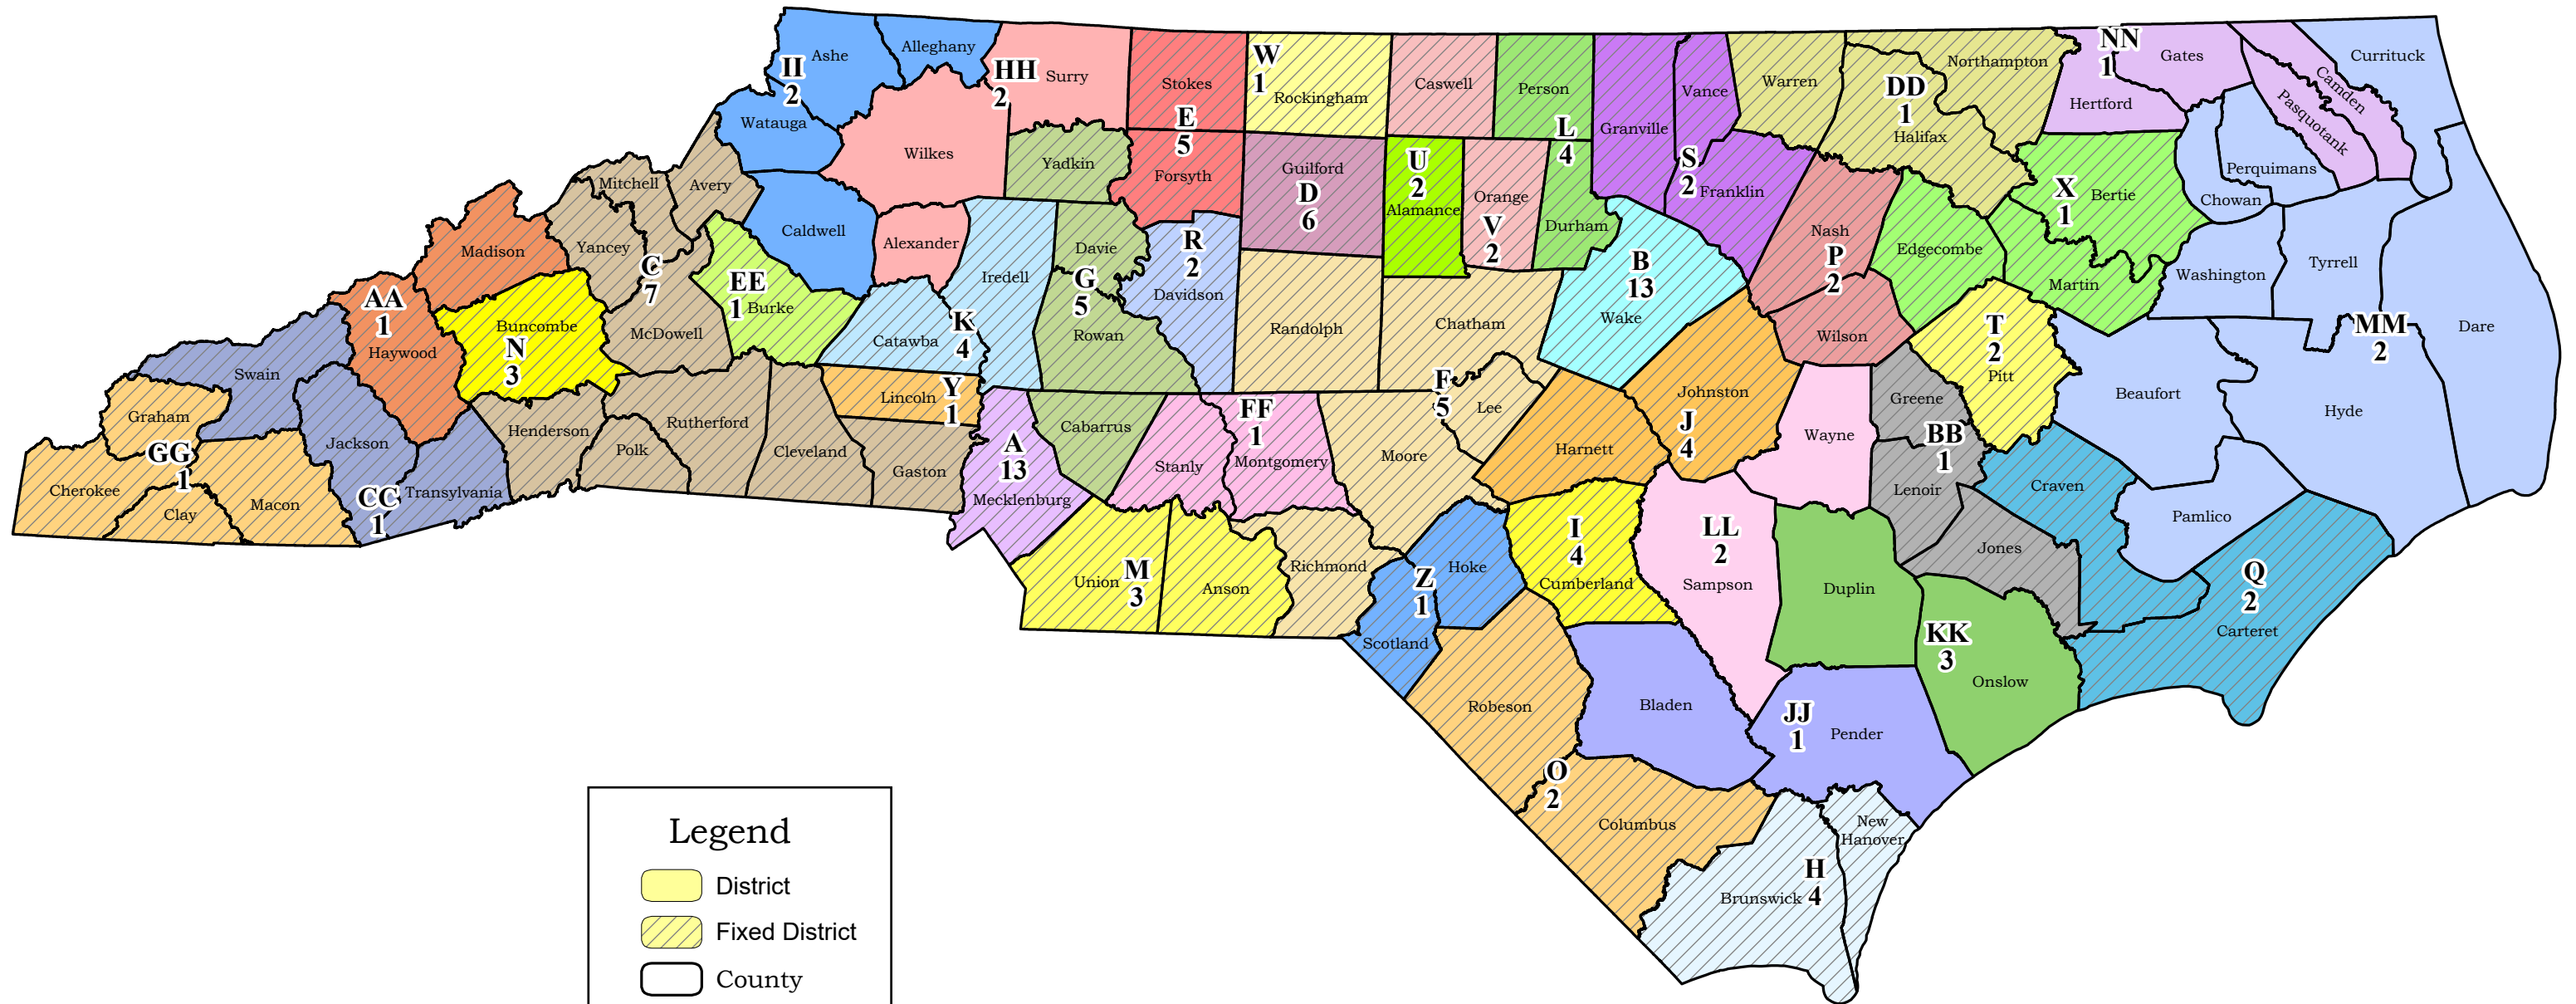 Ashe
Alleghany
II
2
Watauga
HH
2
Surry
Wilkes
Alexander
Stokes
E
5
Forsyth
W
1
Rockingham
Caswell
Person
L
4
Durham
Granville
Vance
S
2
Franklin
Warren
Northampton
DD
1
Halifax
NN
1
Gates
Hertford
Camden
Pasquotank
Currituck
Perquimans
Chowan
X
1
Bertie
Martin
Washington
Tyrrell
Dare
MM
2
Hyde
Beaufort
Pamlico
Yadkin
Davie
G
5
Rowan
Cabarrus
Guilford
D
6
U
2
Alamance
Orange
V
2
R
2
Davidson
Randolph
Chatham
B
13
Wake
Nash
P
2
Wilson
Edgecombe
T
2
Pitt
Mitchell
Avery
Yancey
C
7
McDowell
Madison
Caldwell
EE
1
Burke
Iredell
K
4
Catawba
AA
1
Haywood
Buncombe
N
3
Swain
Graham
GG
1
Cherokee
Clay
Macon
Jackson
CC
1
Transylvania
Henderson
Polk
Rutherford
Cleveland
Gaston
Lincoln
Y
1
A
13
Mecklenburg
Stanly
FF
1
Montgomery
Moore
F
5
Lee
Richmond
Harnett
Johnston
J
4
Wayne
Greene
BB
1
Lenoir
Jones
Craven
Q
2
Carteret
Union
M
3
Anson
Z
1
Hoke
Scotland
I
4
Cumberland
LL
2
Sampson
Duplin
KK
3
Onslow
Robeson
O
2
Columbus
Bladen
JJ
1
Pender
New
Hanover
H
4
Brunswick
Legend
District
Fixed District
County